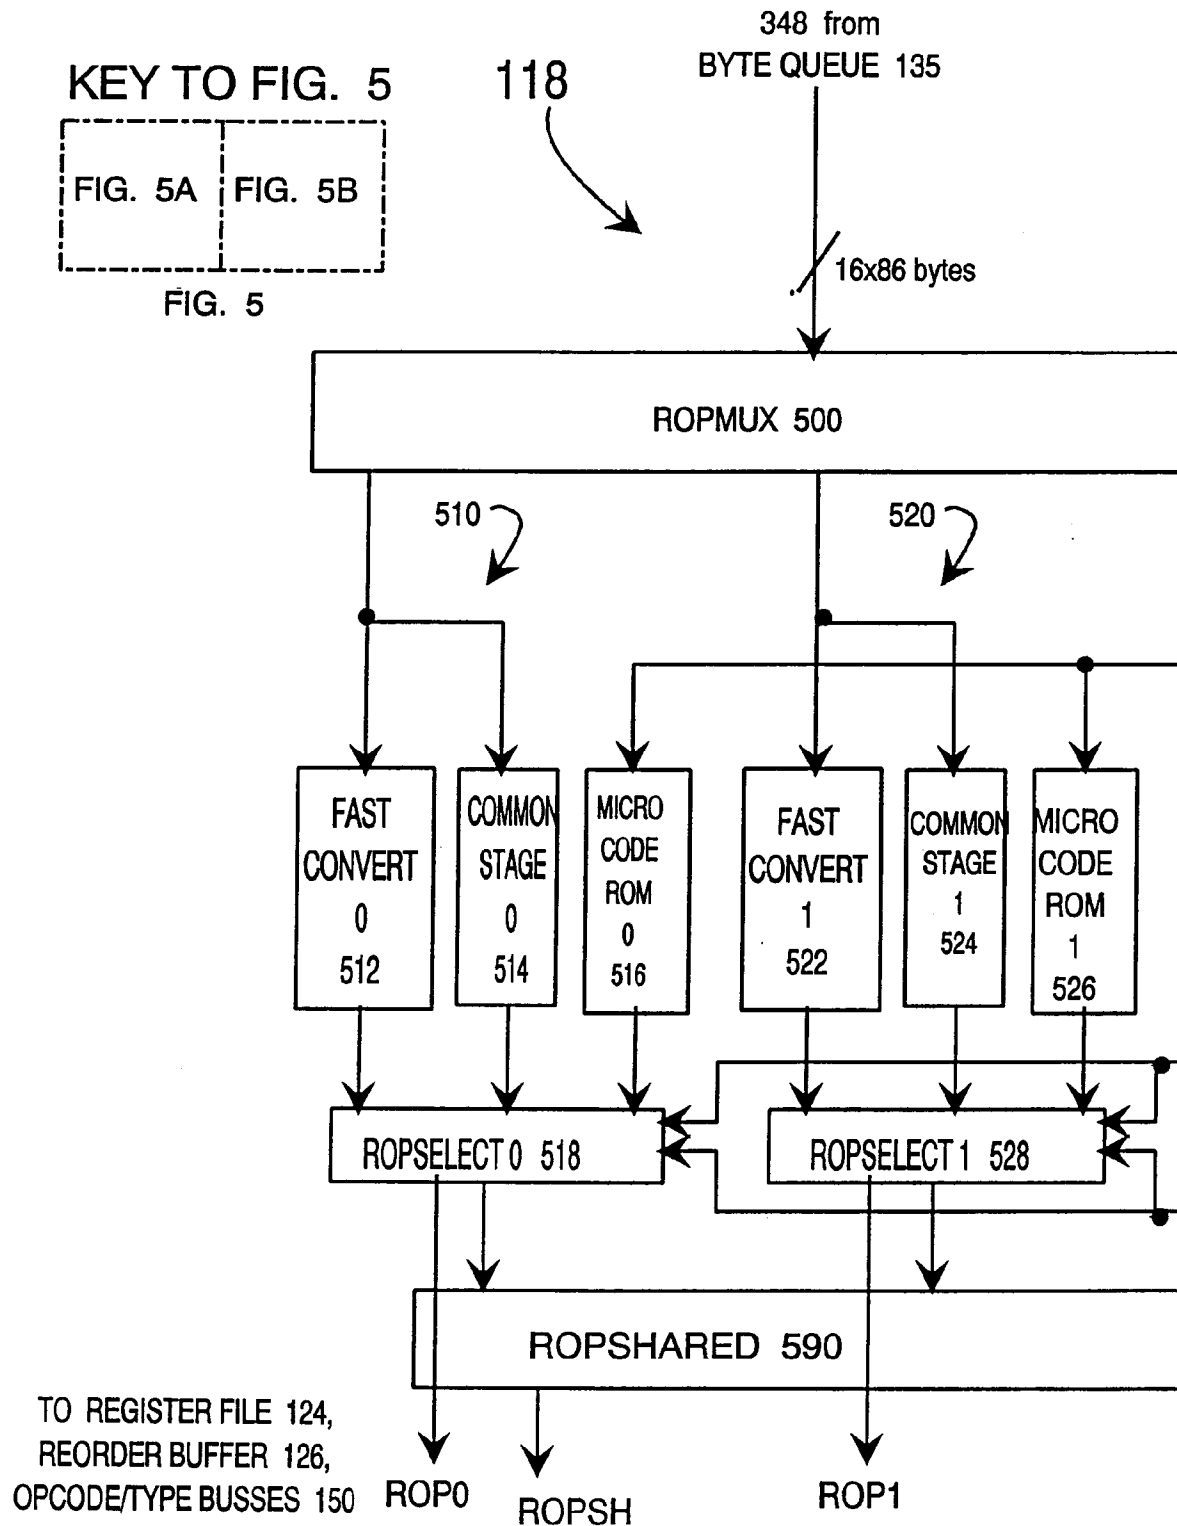 348 from
BYTE QUEUE 135
KEY TO FIG. 5
118
FIG. 5A
FIG. 5B
FIG. 5
16x86 bytes
ROPMUX 500
510
520
FAST
CONVERT
0
512
COMMON
STAGE
0
514
MICRO
CODE
ROM
0
516
FAST
CONVERT
1
522
COMMON
STAGE
1
524
MICRO
CODE
ROM
1
526
ROPSELECT 0 518
ROPSELECT 1 528
ROPSHARED 590
TO REGISTER FILE 124,
REORDER BUFFER 126,
OPCODE/TYPE BUSSES 150
ROP0
ROPSH
ROP1